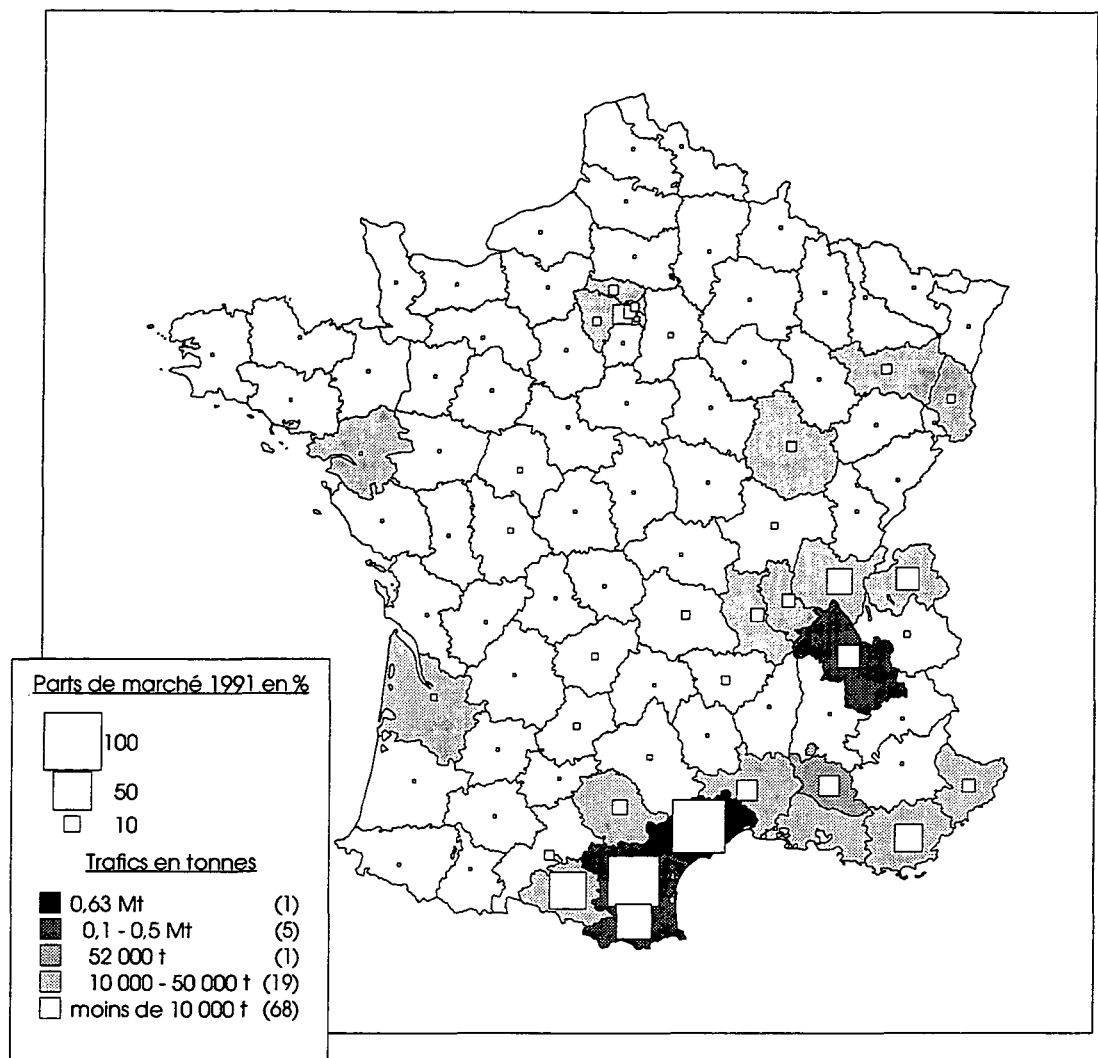 Parts de marché 1991 en %
100
50
10
Trafics en tonnes
0,63 Mt (1)
0,1 - 0,5 Mt (5)
52 000 t (1)
10 000 - 50 000 t (19)
moins de 10 000 t (68)